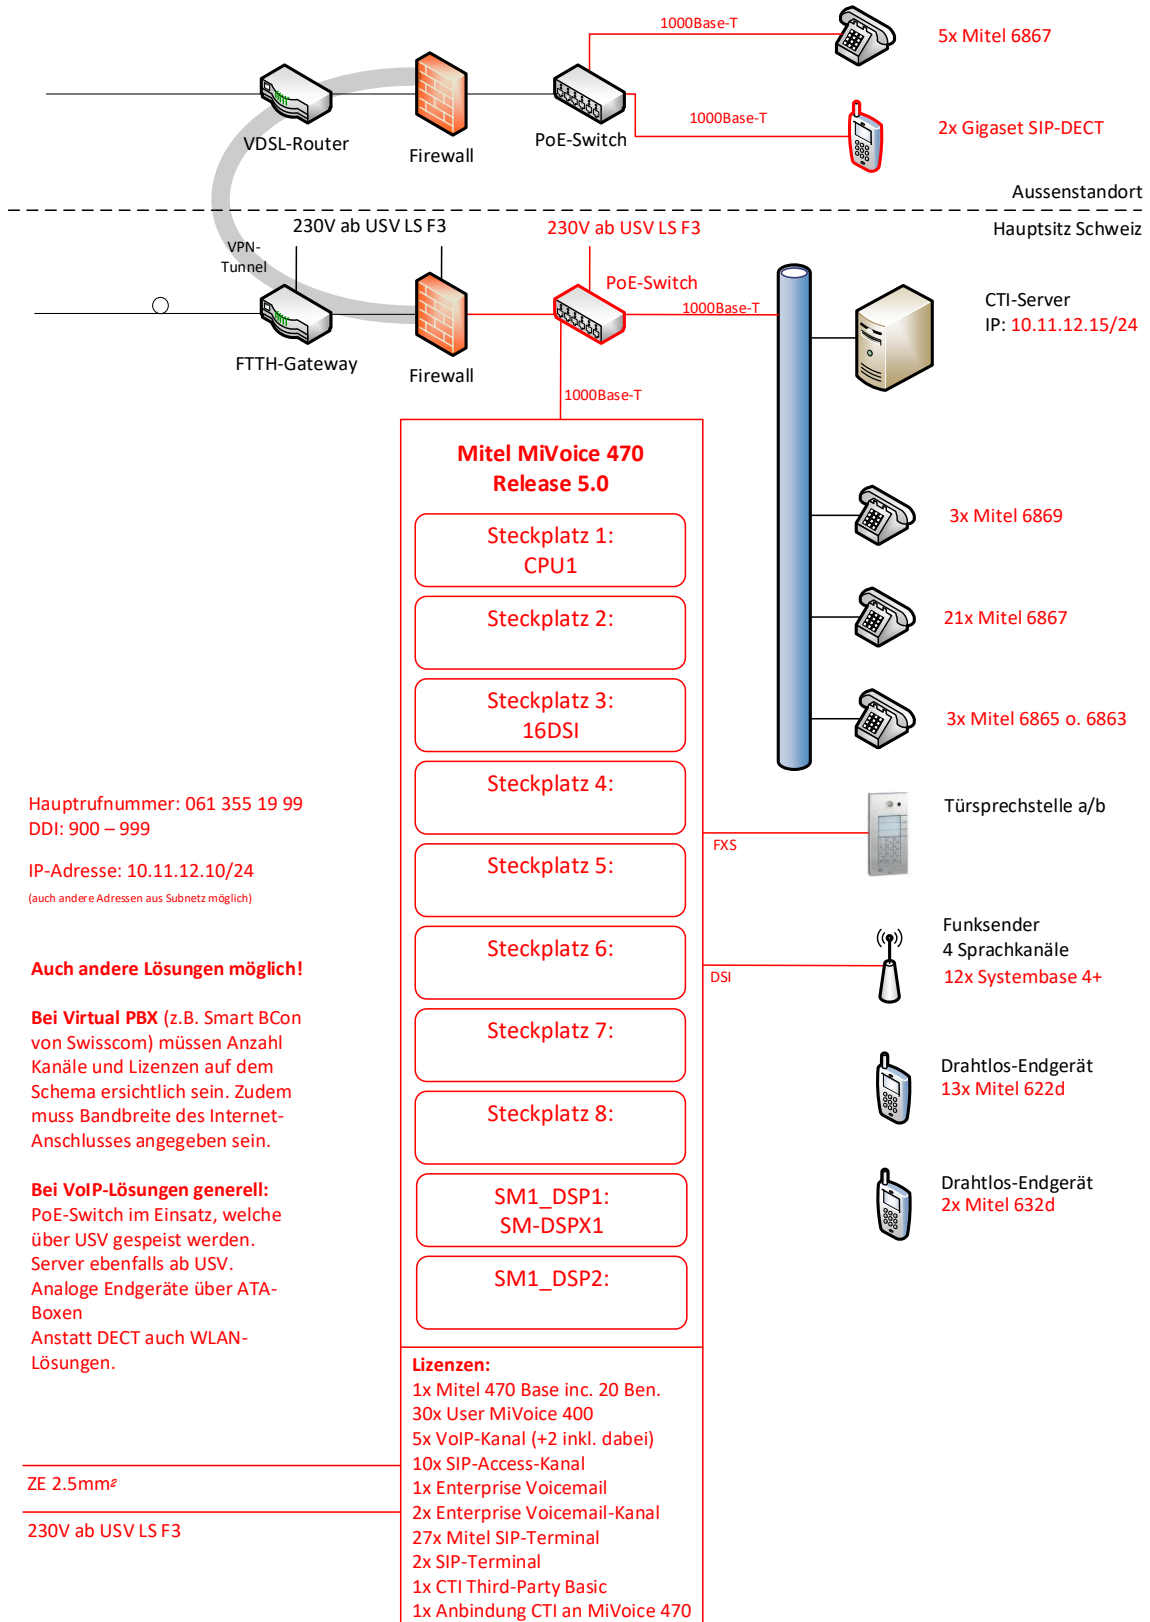 1000Base-T
5x Mitel 6867
1000Base-T
2x Gigaset SIP-DECT
VDSL-Router
Firewall
PoE-Switch
Aussenstandort
Hauptsitz Schweiz
230V ab USV LS F3
230V ab USV LS F3
VPN-
Tunnel
PoE-Switch
1000Base-T
CTI-Server
IP: 10.11.12.15/24
FTTH-Gateway
Firewall
1000Base-T
Mitel MiVoice 470
Release 5.0
Steckplatz 1:
CPU1
Steckplatz 2:
Steckplatz 3:
16DSI
Steckplatz 4:
Steckplatz 5:
Steckplatz 6:
Steckplatz 7:
Steckplatz 8:
SM1_DSP1:
SM-DSPX1
SM1_DSP2:
Lizenzen:
1x Mitel 470 Base inc. 20 Ben.
30x User MiVoice 400
5x VoIP-Kanal (+2 inkl. dabei)
10x SIP-Access-Kanal
1x Enterprise Voicemail
2x Enterprise Voicemail-Kanal
27x Mitel SIP-Terminal
2x SIP-Terminal
1x CTI Third-Party Basic
1x Anbindung CTI an MiVoice 470
3x Mitel 6869
21x Mitel 6867
3x Mitel 6865 o. 6863
FXS
Türsprechstelle a/b
DSI
Funksender
4 Sprachkanäle
12x Systembase 4+
Drahtlos-Endgerät
13x Mitel 622d
Drahtlos-Endgerät
2x Mitel 632d
Hauptrufnummer: 061 355 19 99
DDI: 900 – 999
IP-Adresse: 10.11.12.10/24
(auch andere Adressen aus Subnetz möglich)
Auch andere Lösungen möglich!
Bei Virtual PBX (z.B. Smart BCon
von Swisscom) müssen Anzahl
Kanäle und Lizenzen auf dem
Schema ersichtlich sein. Zudem
muss Bandbreite des Internet-
Anschlusses angegeben sein.
Bei VoIP-Lösungen generell:
PoE-Switch im Einsatz, welche
über USV gespeist werden.
Server ebenfalls ab USV.
Analoge Endgeräte über ATA-
Boxen
Anstatt DECT auch WLAN-
Lösungen.
ZE 2.5mm²
230V ab USV LS F3